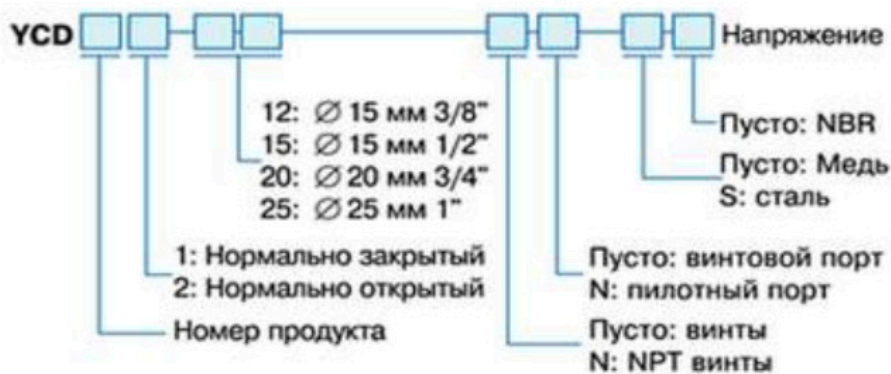 YCD Напряжение
12: Ø 15 мм 3/8"
15: Ø 15 мм 1/2"
20: Ø 20 мм 3/4"
25: Ø 25 мм 1"
Пусто: NBR
Пусто: Медь
S: сталь
1: Нормально закрытый
2: Нормально открытый
Пусто: винтовой порт
N: пилотный порт
Номер продукта
Пусто: винты
N: NPT винты